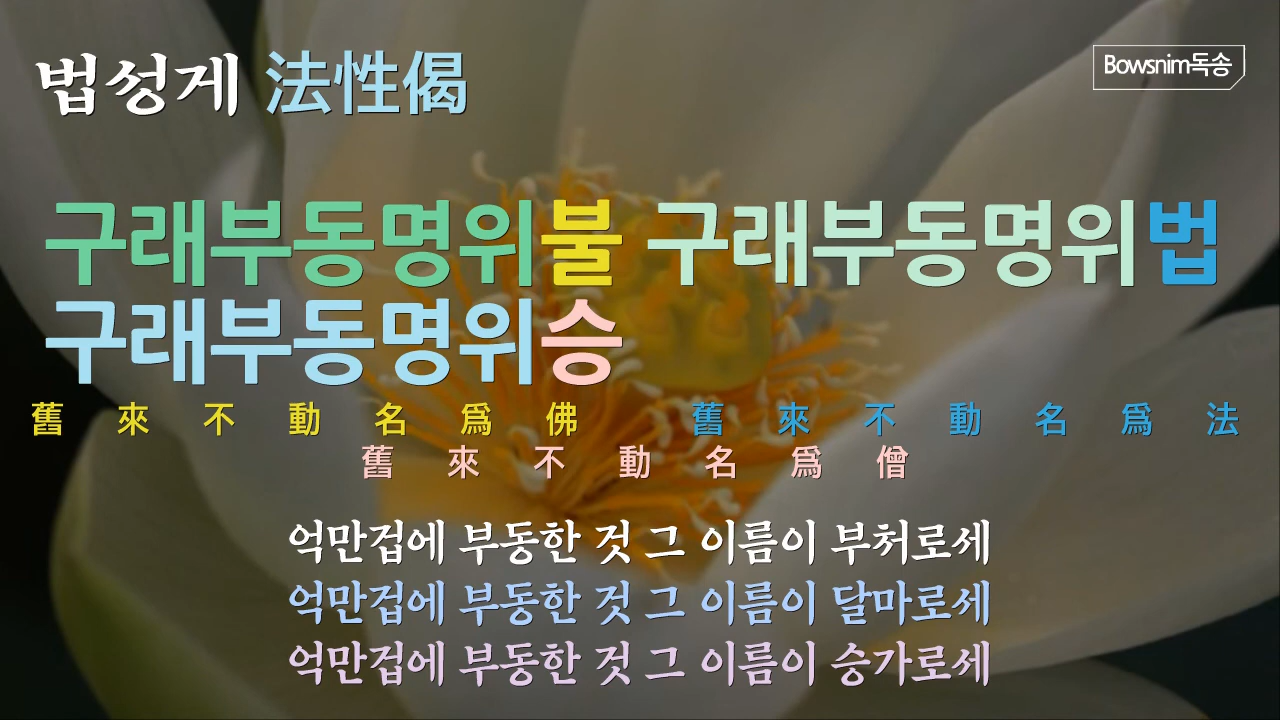 법성게 法性偈
Bowsnim독송
구래부동명위불 구래부동명위법
구래부동명위승
舊來不動名爲佛 舊來不動名爲法
舊來不動名爲僧
억만겁에 부동한 것 그 이름이 부처로세
억만겁에 부동한 것 그 이름이 달마로세
억만겁에 부동한 것 그 이름이 승가로세